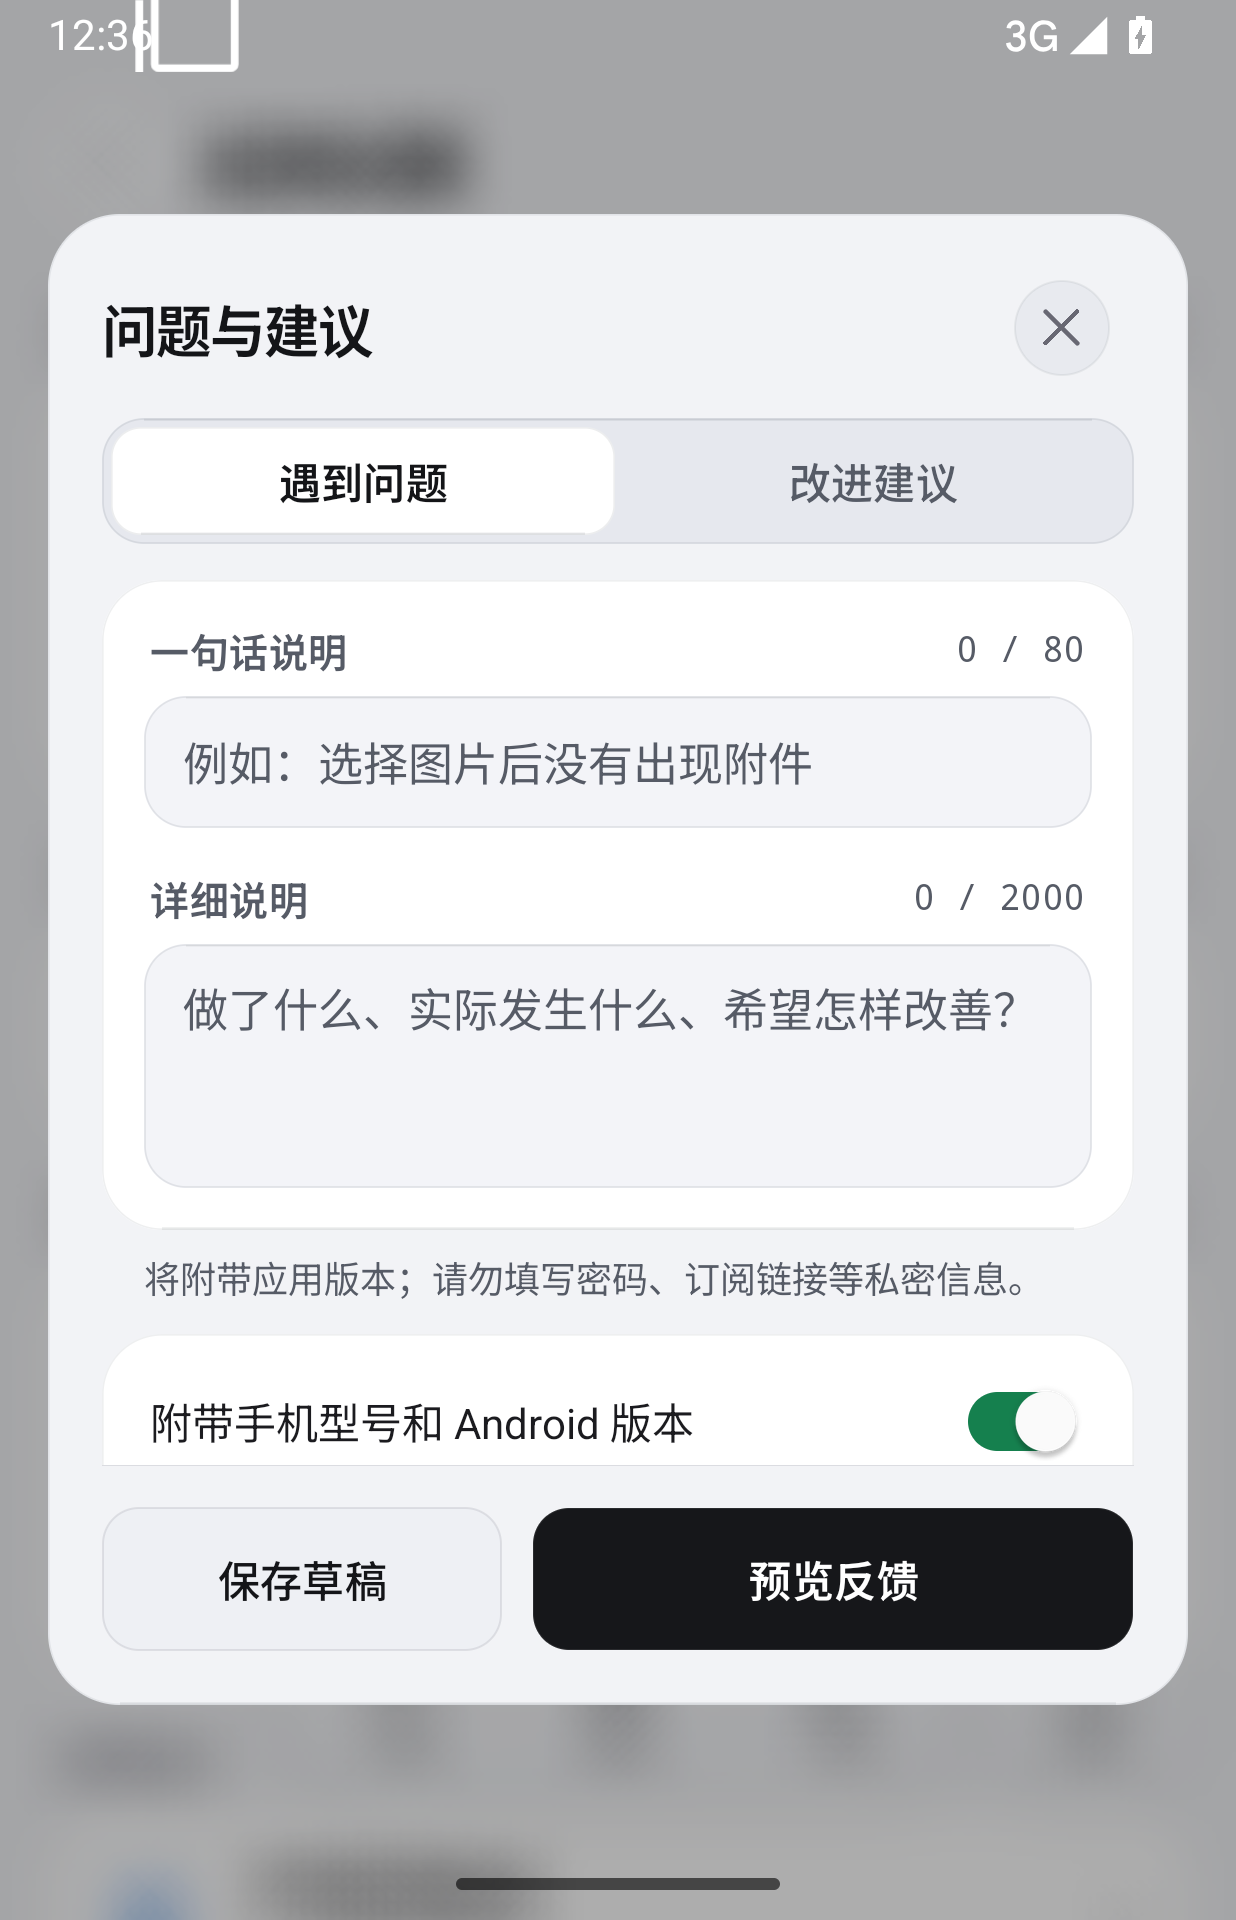 12:36
3G
问题与建议
遇到问题
改进建议
一句话说明
0 / 80
例如：选择图片后没有出现附件
详细说明
0 / 2000
做了什么、实际发生什么、希望怎样改善？
将附带应用版本；请勿填写密码、订阅链接等私密信息。
附带手机型号和 Android 版本
保存草稿
预览反馈